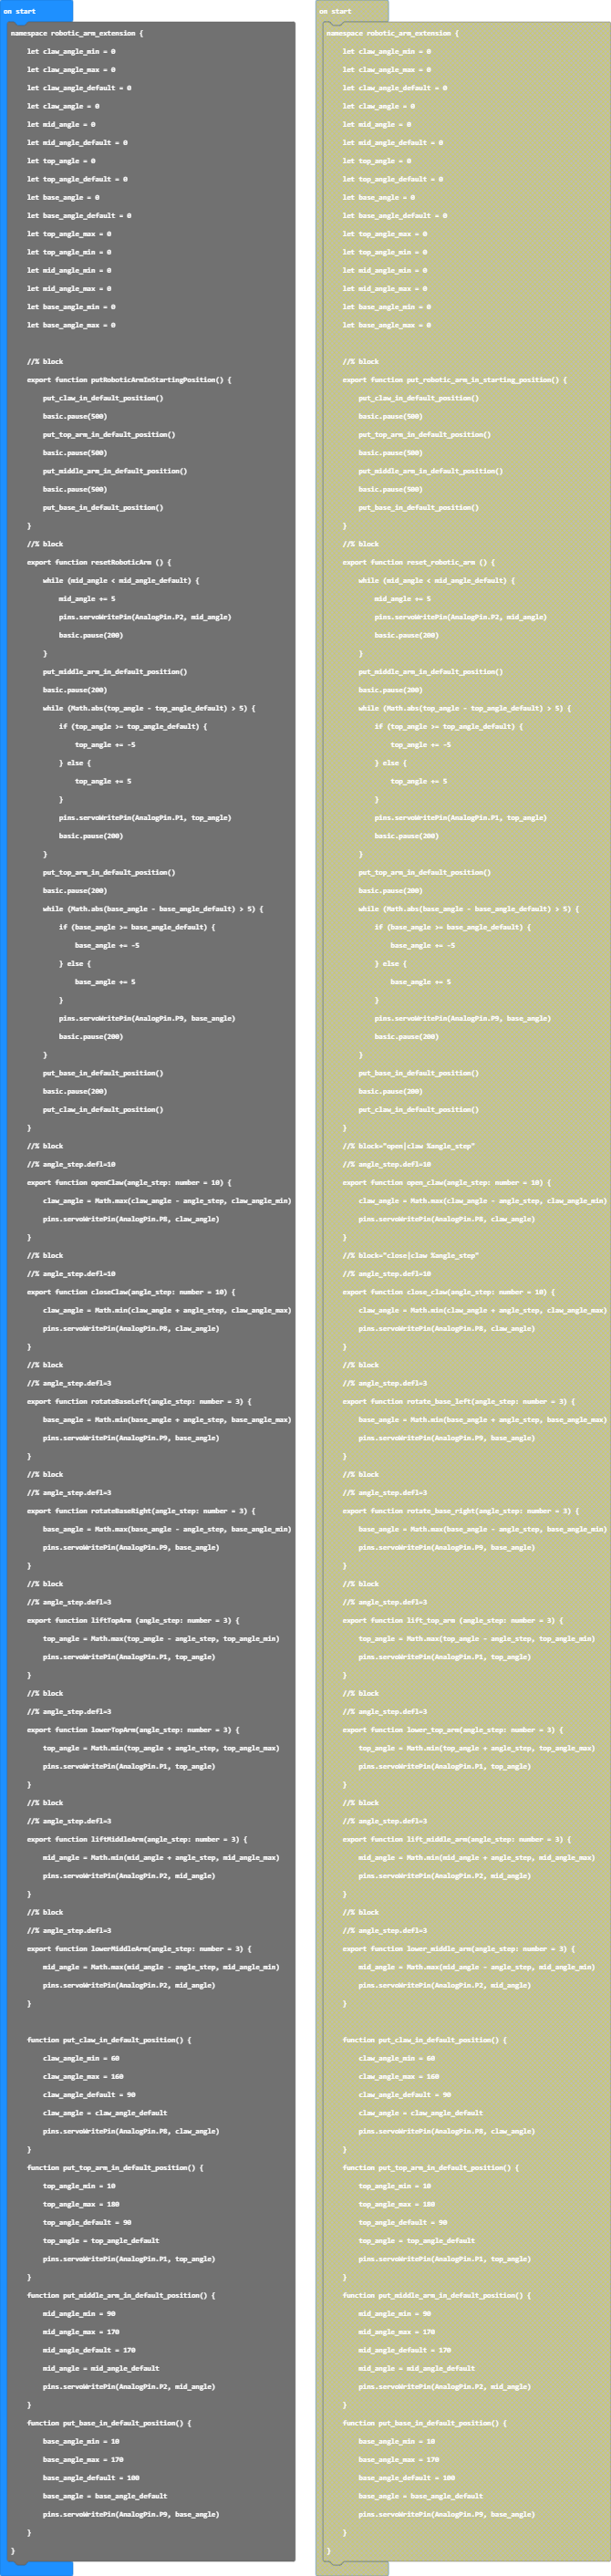 on start
namespace robotic_arm_extension {
let claw_angle_min = 0
let claw_angle_max = 0
let claw_angle_default = 0
let claw_angle = 0
let mid_angle = 0
let mid_angle_default = 0
let top_angle = 0
let top_angle_default = 0
let base_angle = 0
let base_angle_default = 0
let top_angle_max = 0
let top_angle_min = 0
let mid_angle_min = 0
let mid_angle_max = 0
let base_angle_min = 0
let base_angle_max = 0
//% block
export function putRoboticArmInStartingPosition() {
put_claw_in_default_position()
basic.pause(500)
put_top_arm_in_default_position()
basic.pause(500)
put_middle_arm_in_default_position()
basic.pause(500)
put_base_in_default_position()
}
//% block
export function resetRoboticArm () {
while (mid_angle < mid_angle_default) {
mid_angle += 5
pins.servoWritePin(AnalogPin.P2, mid_angle)
basic.pause(200)
}
put_middle_arm_in_default_position()
basic.pause(200)
while (Math.abs(top_angle - top_angle_default) > 5) {
if (top_angle >= top_angle_default) {
top_angle += -5
} else {
top_angle += 5
}
pins.servoWritePin(AnalogPin.P1, top_angle)
basic.pause(200)
}
put_top_arm_in_default_position()
basic.pause(200)
while (Math.abs(base_angle - base_angle_default) > 5) {
if (base_angle >= base_angle_default) {
base_angle += -5
} else {
base_angle += 5
}
pins.servoWritePin(AnalogPin.P9, base_angle)
basic.pause(200)
}
put_base_in_default_position()
basic.pause(200)
put_claw_in_default_position()
}
//% block
//% angle_step.defl=10
export function openClaw(angle_step: number = 10) {
claw_angle = Math.max(claw_angle - angle_step, claw_angle_min)
pins.servoWritePin(AnalogPin.P8, claw_angle)
}
//% block
//% angle_step.defl=10
export function closeClaw(angle_step: number = 10) {
claw_angle = Math.min(claw_angle + angle_step, claw_angle_max)
pins.servoWritePin(AnalogPin.P8, claw_angle)
}
//% block
//% angle_step.defl=3
export function rotateBaseLeft(angle_step: number = 3) {
base_angle = Math.min(base_angle + angle_step, base_angle_max)
pins.servoWritePin(AnalogPin.P9, base_angle)
}
//% block
//% angle_step.defl=3
export function rotateBaseRight(angle_step: number = 3) {
base_angle = Math.max(base_angle - angle_step, base_angle_min)
pins.servoWritePin(AnalogPin.P9, base_angle)
}
//% block
//% angle_step.defl=3
export function liftTopArm (angle_step: number = 3) {
top_angle = Math.max(top_angle - angle_step, top_angle_min)
pins.servoWritePin(AnalogPin.P1, top_angle)
}
//% block
//% angle_step.defl=3
export function lowerTopArm(angle_step: number = 3) {
top_angle = Math.min(top_angle + angle_step, top_angle_max)
pins.servoWritePin(AnalogPin.P1, top_angle)
}
//% block
//% angle_step.defl=3
export function liftMiddleArm(angle_step: number = 3) {
mid_angle = Math.min(mid_angle + angle_step, mid_angle_max)
pins.servoWritePin(AnalogPin.P2, mid_angle)
}
//% block
//% angle_step.defl=3
export function lowerMiddleArm(angle_step: number = 3) {
mid_angle = Math.max(mid_angle - angle_step, mid_angle_min)
pins.servoWritePin(AnalogPin.P2, mid_angle)
}
function put_claw_in_default_position() {
claw_angle_min = 60
claw_angle_max = 160
claw_angle_default = 90
claw_angle = claw_angle_default
pins.servoWritePin(AnalogPin.P8, claw_angle)
}
function put_top_arm_in_default_position() {
top_angle_min = 10
top_angle_max = 180
top_angle_default = 90
top_angle = top_angle_default
pins.servoWritePin(AnalogPin.P1, top_angle)
}
function put_middle_arm_in_default_position() {
mid_angle_min = 90
mid_angle_max = 170
mid_angle_default = 170
mid_angle = mid_angle_default
pins.servoWritePin(AnalogPin.P2, mid_angle)
}
function put_base_in_default_position() {
base_angle_min = 10
base_angle_max = 170
base_angle_default = 100
base_angle = base_angle_default
pins.servoWritePin(AnalogPin.P9, base_angle)
}
}
on start
namespace robotic_arm_extension {
let claw_angle_min = 0
let claw_angle_max = 0
let claw_angle_default = 0
let claw_angle = 0
let mid_angle = 0
let mid_angle_default = 0
let top_angle = 0
let top_angle_default = 0
let base_angle = 0
let base_angle_default = 0
let top_angle_max = 0
let top_angle_min = 0
let mid_angle_min = 0
let mid_angle_max = 0
let base_angle_min = 0
let base_angle_max = 0
//% block
export function put_robotic_arm_in_starting_position() {
put_claw_in_default_position()
basic.pause(500)
put_top_arm_in_default_position()
basic.pause(500)
put_middle_arm_in_default_position()
basic.pause(500)
put_base_in_default_position()
}
//% block
export function reset_robotic_arm () {
while (mid_angle < mid_angle_default) {
mid_angle += 5
pins.servoWritePin(AnalogPin.P2, mid_angle)
basic.pause(200)
}
put_middle_arm_in_default_position()
basic.pause(200)
while (Math.abs(top_angle - top_angle_default) > 5) {
if (top_angle >= top_angle_default) {
top_angle += -5
} else {
top_angle += 5
}
pins.servoWritePin(AnalogPin.P1, top_angle)
basic.pause(200)
}
put_top_arm_in_default_position()
basic.pause(200)
while (Math.abs(base_angle - base_angle_default) > 5) {
if (base_angle >= base_angle_default) {
base_angle += -5
} else {
base_angle += 5
}
pins.servoWritePin(AnalogPin.P9, base_angle)
basic.pause(200)
}
put_base_in_default_position()
basic.pause(200)
put_claw_in_default_position()
}
//% block="open|claw %angle_step"
//% angle_step.defl=10
export function open_claw(angle_step: number = 10) {
claw_angle = Math.max(claw_angle - angle_step, claw_angle_min)
pins.servoWritePin(AnalogPin.P8, claw_angle)
}
//% block="close|claw %angle_step"
//% angle_step.defl=10
export function close_claw(angle_step: number = 10) {
claw_angle = Math.min(claw_angle + angle_step, claw_angle_max)
pins.servoWritePin(AnalogPin.P8, claw_angle)
}
//% block
//% angle_step.defl=3
export function rotate_base_left(angle_step: number = 3) {
base_angle = Math.min(base_angle + angle_step, base_angle_max)
pins.servoWritePin(AnalogPin.P9, base_angle)
}
//% block
//% angle_step.defl=3
export function rotate_base_right(angle_step: number = 3) {
base_angle = Math.max(base_angle - angle_step, base_angle_min)
pins.servoWritePin(AnalogPin.P9, base_angle)
}
//% block
//% angle_step.defl=3
export function lift_top_arm (angle_step: number = 3) {
top_angle = Math.max(top_angle - angle_step, top_angle_min)
pins.servoWritePin(AnalogPin.P1, top_angle)
}
//% block
//% angle_step.defl=3
export function lower_top_arm(angle_step: number = 3) {
top_angle = Math.min(top_angle + angle_step, top_angle_max)
pins.servoWritePin(AnalogPin.P1, top_angle)
}
//% block
//% angle_step.defl=3
export function lift_middle_arm(angle_step: number = 3) {
mid_angle = Math.min(mid_angle + angle_step, mid_angle_max)
pins.servoWritePin(AnalogPin.P2, mid_angle)
}
//% block
//% angle_step.defl=3
export function lower_middle_arm(angle_step: number = 3) {
mid_angle = Math.max(mid_angle - angle_step, mid_angle_min)
pins.servoWritePin(AnalogPin.P2, mid_angle)
}
function put_claw_in_default_position() {
claw_angle_min = 60
claw_angle_max = 160
claw_angle_default = 90
claw_angle = claw_angle_default
pins.servoWritePin(AnalogPin.P8, claw_angle)
}
function put_top_arm_in_default_position() {
top_angle_min = 10
top_angle_max = 180
top_angle_default = 90
top_angle = top_angle_default
pins.servoWritePin(AnalogPin.P1, top_angle)
}
function put_middle_arm_in_default_position() {
mid_angle_min = 90
mid_angle_max = 170
mid_angle_default = 170
mid_angle = mid_angle_default
pins.servoWritePin(AnalogPin.P2, mid_angle)
}
function put_base_in_default_position() {
base_angle_min = 10
base_angle_max = 170
base_angle_default = 100
base_angle = base_angle_default
pins.servoWritePin(AnalogPin.P9, base_angle)
}
}